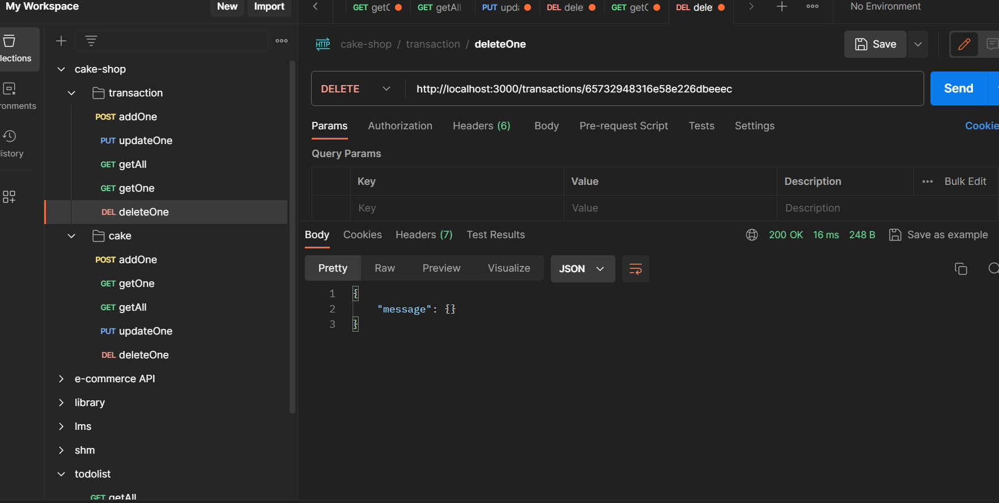 My Workspace
New
Import
GET getC
GET getAll
PUT upd
DEL dele
GET getC
DEL dele
No Environment
lections
ronments
istory
cake-shop
transaction
POST addOne
PUT updateOne
GET getAll
GET getOne
DEL deleteOne
cake
POST addOne
GET getOne
GET getAll
PUT updateOne
DEL deleteOne
e-commerce API
library
lms
shm
todolist
GET getAll
HTTP cake-shop / transaction / deleteOne
Save
DELETE http://localhost:3000/transactions/65732948316e58e226dbeeec
Send
Params Authorization Headers (6) Body Pre-request Script Tests Settings
Cookie
Query Params
Key Value Description Bulk Edit
Key Value Description
Body Cookies Headers (7) Test Results
200 OK 16 ms 248 B Save as example
Pretty Raw Preview Visualize JSON
1 {
2 "message": {}
3 }